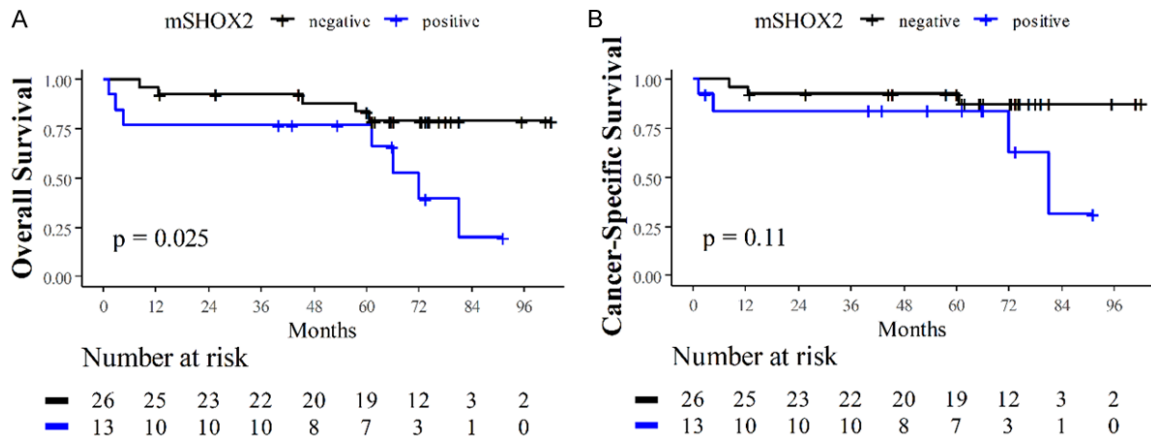 A
mSHOX2 negative positive
Overall Survival
1.00
0.75
0.50
0.25
0.00
p = 0.025
0 12 24 36 48 60 72 84 96
Months
Number at risk
26 25 23 22 20 19 12 3 2
13 10 10 10 8 7 3 1 0
B
mSHOX2 negative positive
Cancer-Specific Survival
1.00
0.75
0.50
0.25
0.00
p = 0.11
0 12 24 36 48 60 72 84 96
Months
Number at risk
26 25 23 22 20 19 12 3 2
13 10 10 10 8 7 3 1 0